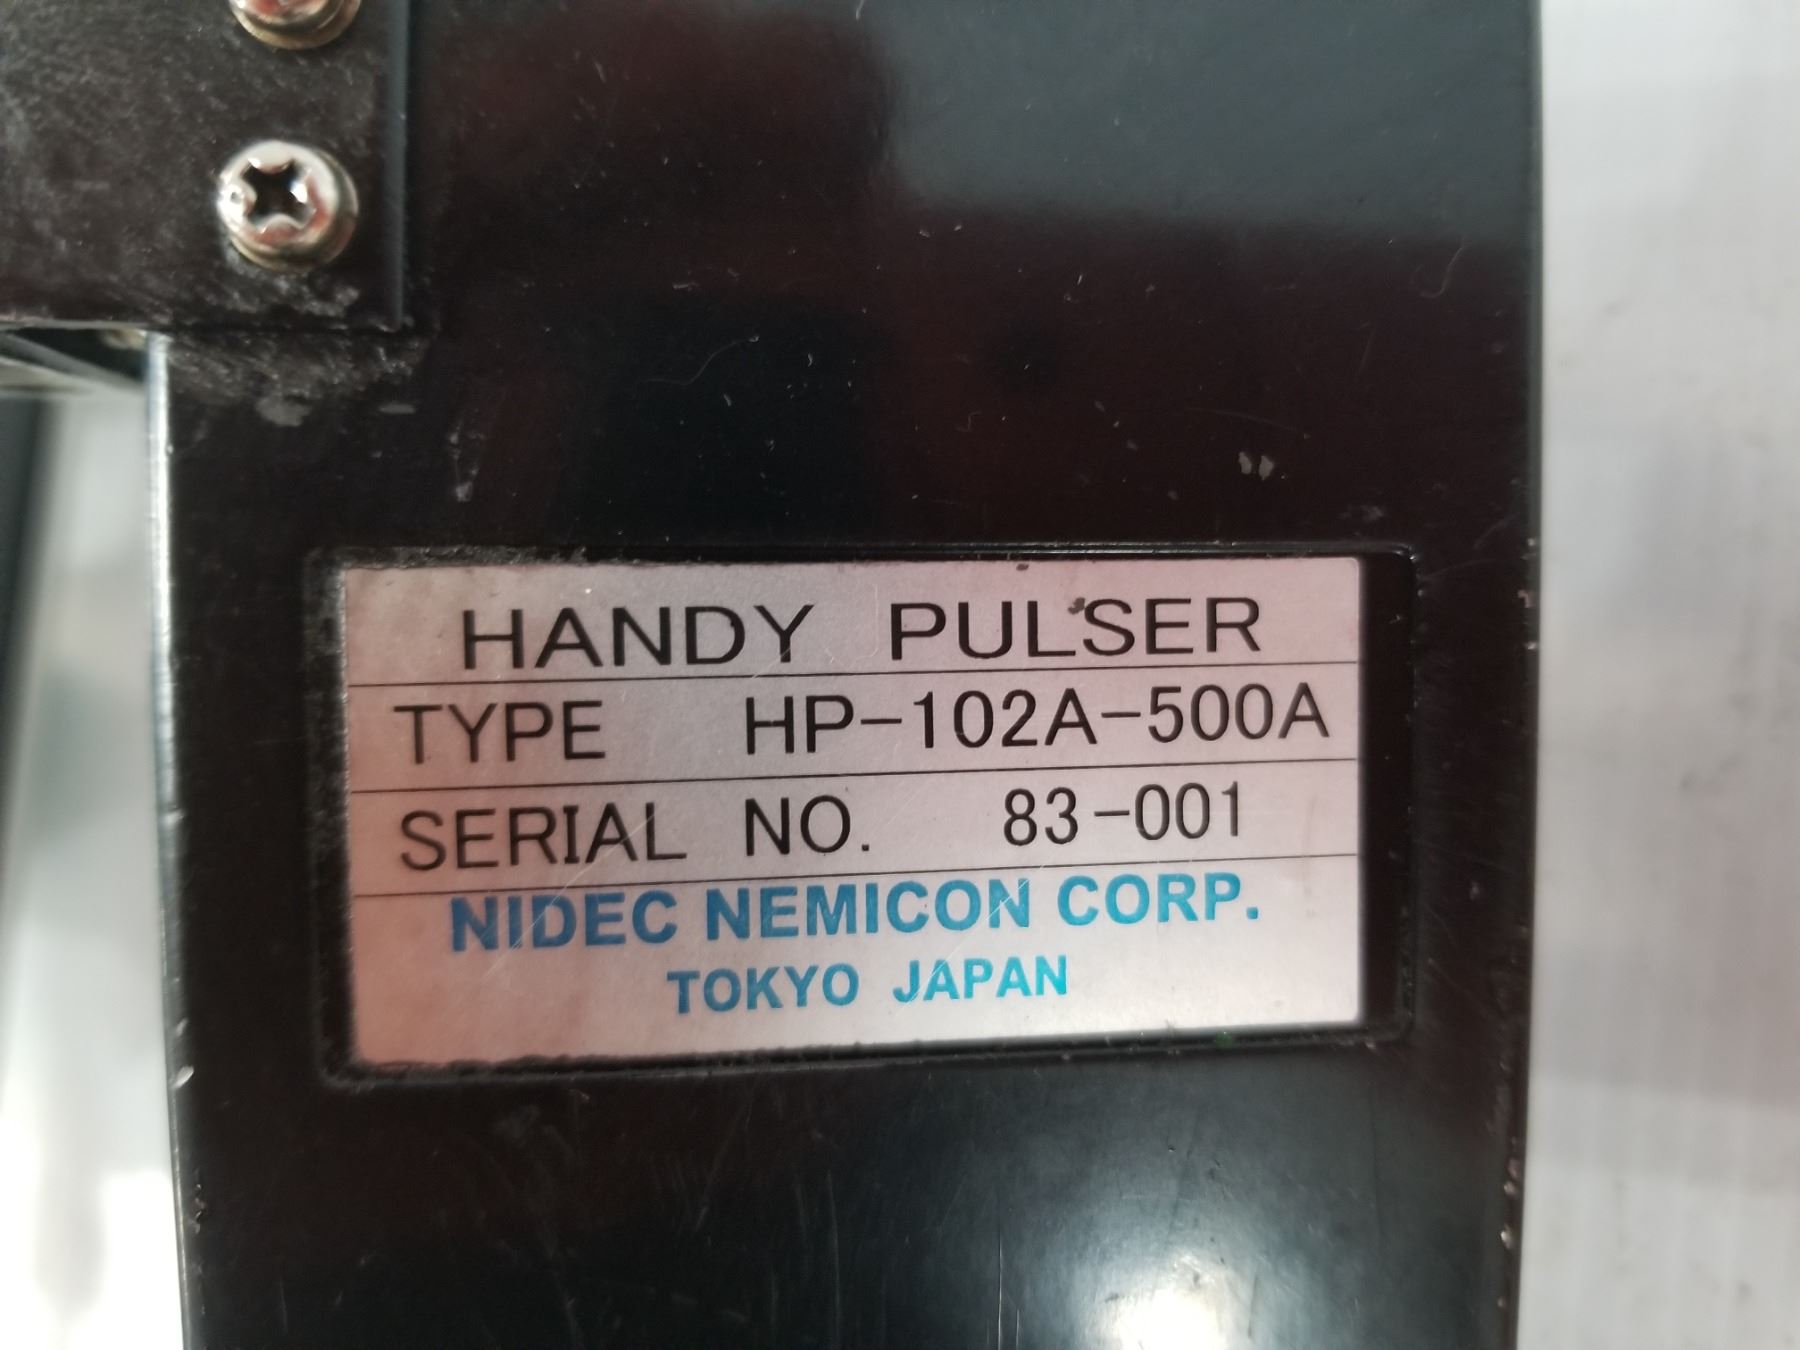 HANDY PULSER
TYPE HP-102A-500A
SERIAL NO. 83-001
NIDEC NEMICON CORP.
TOKYO JAPAN